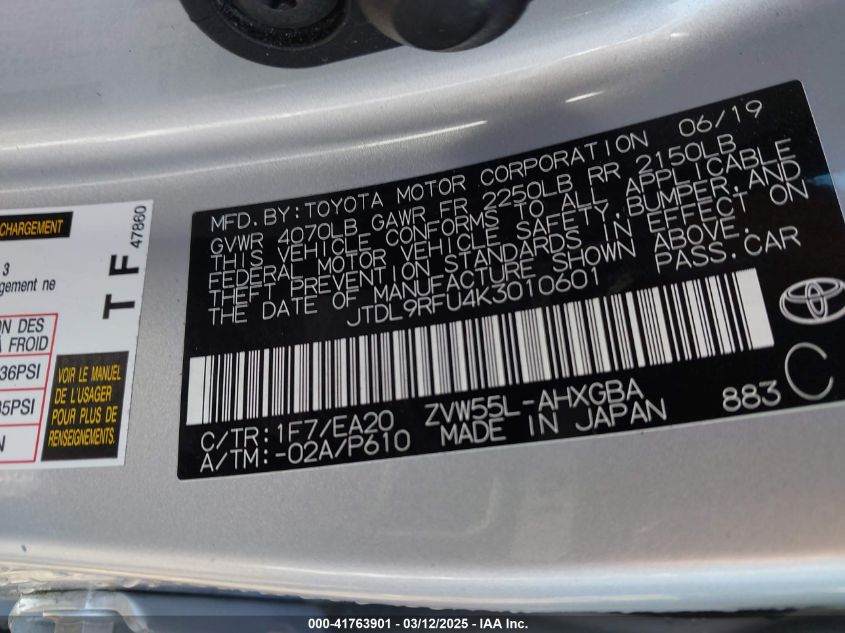 MFD. BY: TOYOTA MOTOR CORPORATION 06/19
GVWR 4070LB GAWR FR 2250LB RR 2150LB
THIS VEHICLE CONFORMS TO ALL APPLICABLE
FEDERAL MOTOR VEHICLE SAFETY, BUMPER, AND
THEFT PREVENTION STANDARDS IN EFFECT ON
THE DATE OF MANUFACTURE SHOWN ABOVE.
JTDL9RFU4K3010601 PASS. CAR
C/TR: 1F7/EA20 ZVW55L-AHXGBA 883 C
A/TM: -02A/P610 MADE IN JAPAN
CHARGEMENT
3
gement ne
T F 47860
ION DES
À FROID
36PSI
35PSI
N
VOIR LE MANUEL
DE L'USAGER
POUR PLUS DE
RENSEIGNEMENTS.
000-41763901 - 03/12/2025 - IAA Inc.